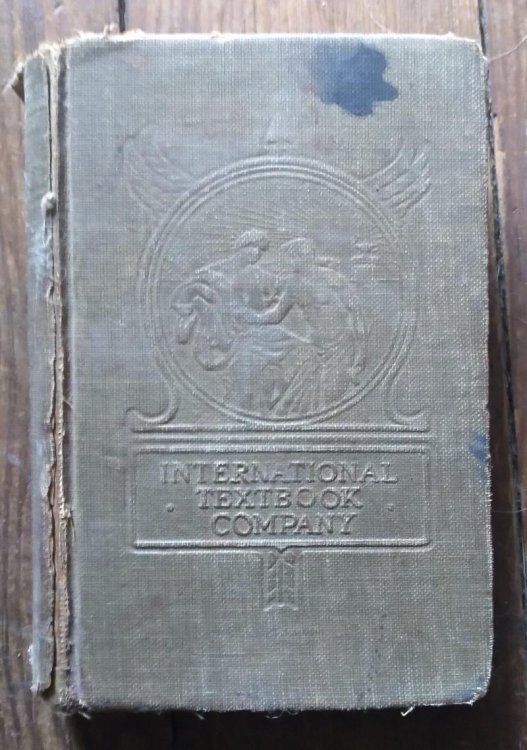 INTERNATIONAL
· TEXTBOOK ·
COMPANY